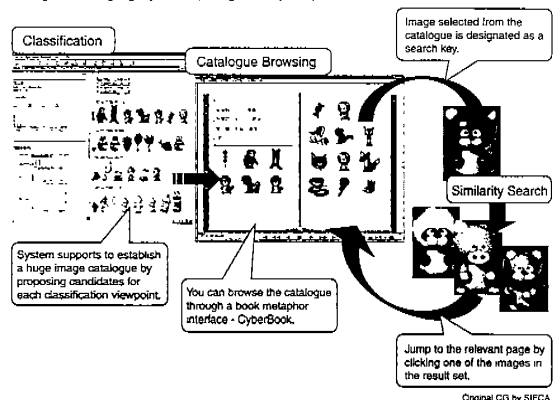 Classification
Catalogue Browsing
Image selected from the
catalogue is designated as a
search key.
Similarity Search
System supports to establish
a huge image catalogue by
proposing candidates for
each classification viewpoint.
You can browse the catalogue
through a book metaphor
interface - CyberBook.
Jump to the relevant page by
clicking one of the images in
the result set.
Original CG by SIECA